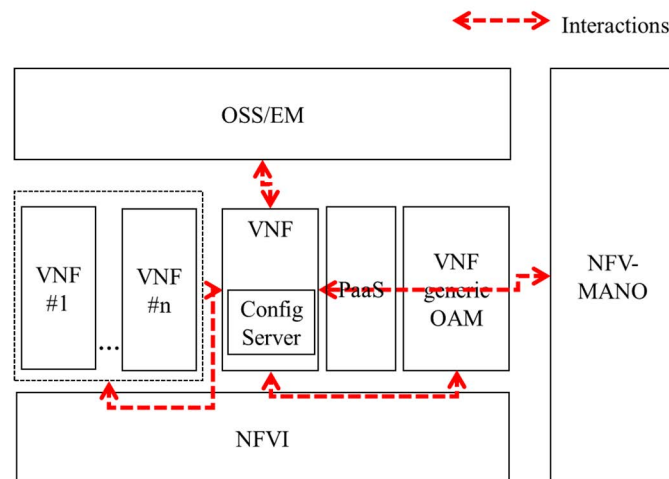 Interactions
OSS/EM
VNF
#1
...
VNF
#n
VNF
Config
Server
PaaS
VNF
generic
OAM
NFV-
MANO
NFVI